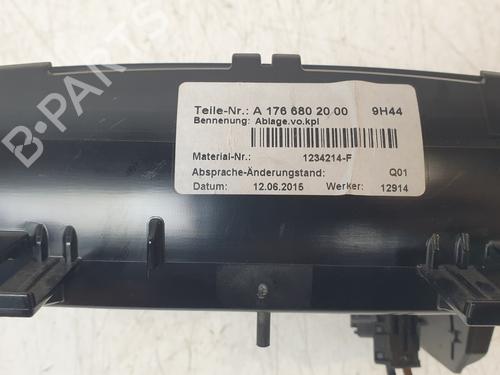 Teile-Nr.: A 176 680 20 00 9H44
Bennenung: Ablage.vo.kpl
Material-Nr.: 1234214-F
Absprache-Änderungstand: Q01
Datum: 12.06.2015 Werker: 12914
B-PARTS